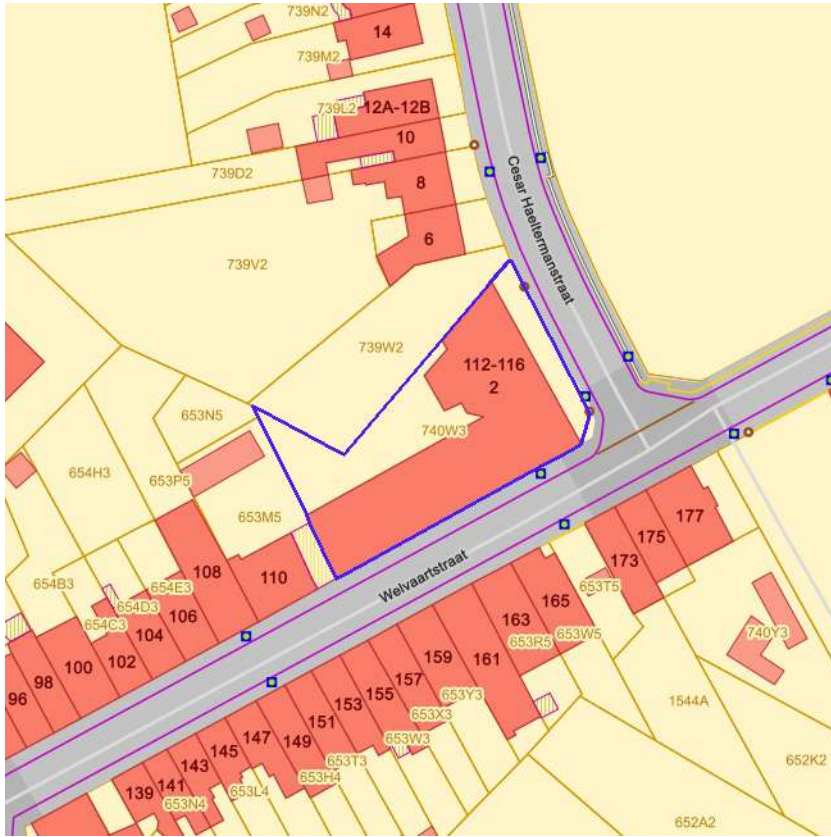 739N2
14
739M2
739L2
12A-12B
10
739D2
8
Cesar Haeltermanstraat
6
739V2
739W2
112-116
2
653N5
740W3
654H3
653P5
653M5
177
175
108
173
Welvaartstraat
110
654B3
654E3
653T5
654D3
106
165
163
654C3
104
740Y3
653R5
653W5
102
100
159
161
98
157
96
155
653Y3
1544A
153
653X3
151
653W3
147
149
145
652K2
653T3
143
653H4
141
653L4
139
653N4
652A2